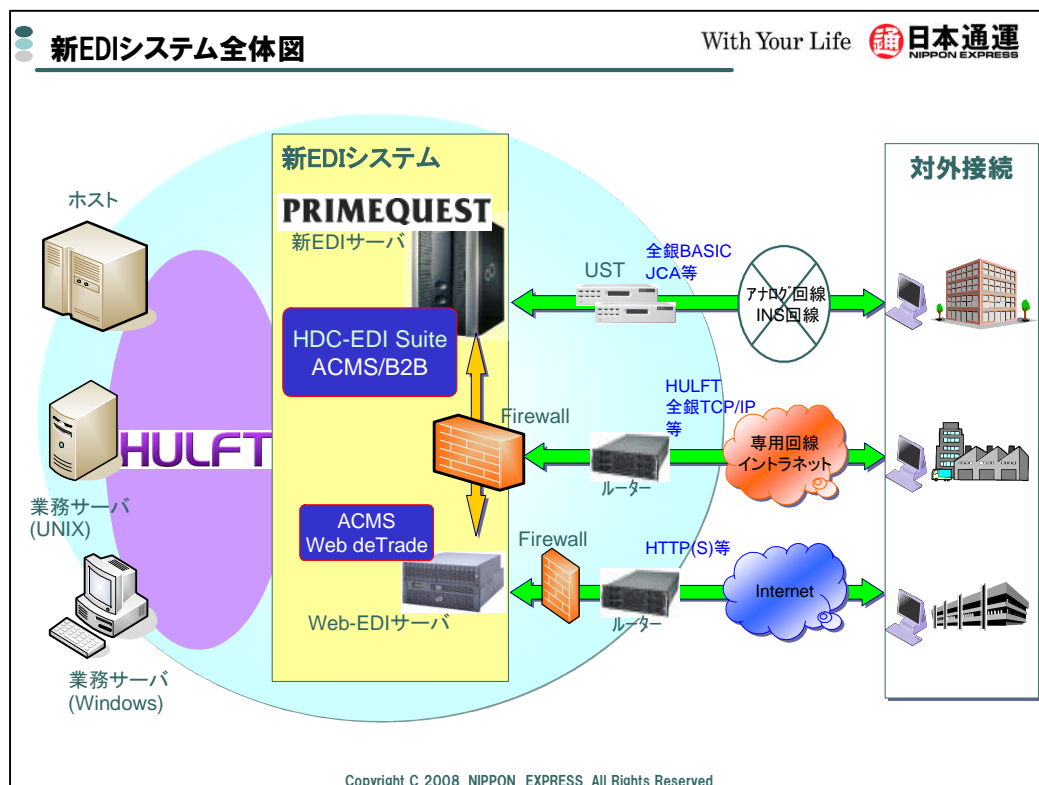 新EDIシステム全体図
With Your Life
通 日本通運
NIPPON EXPRESS
新EDIシステム
対外接続
ホスト
PRIMEQUEST
新EDIサーバ
UST
全銀BASIC
JCA等
アナログ回線
INS回線
HDC-EDI Suite
ACMS/B2B
HULFT
Firewall
HULFT
全銀TCP/IP
等
専用回線
イントラネット
ルーター
業務サーバ
(UNIX)
ACMS
Web deTrade
Firewall
HTTP(S)等
Internet
ルーター
Web-EDIサーバ
業務サーバ
(Windows)
Copyright C 2008 NIPPON EXPRESS All Rights Reserved